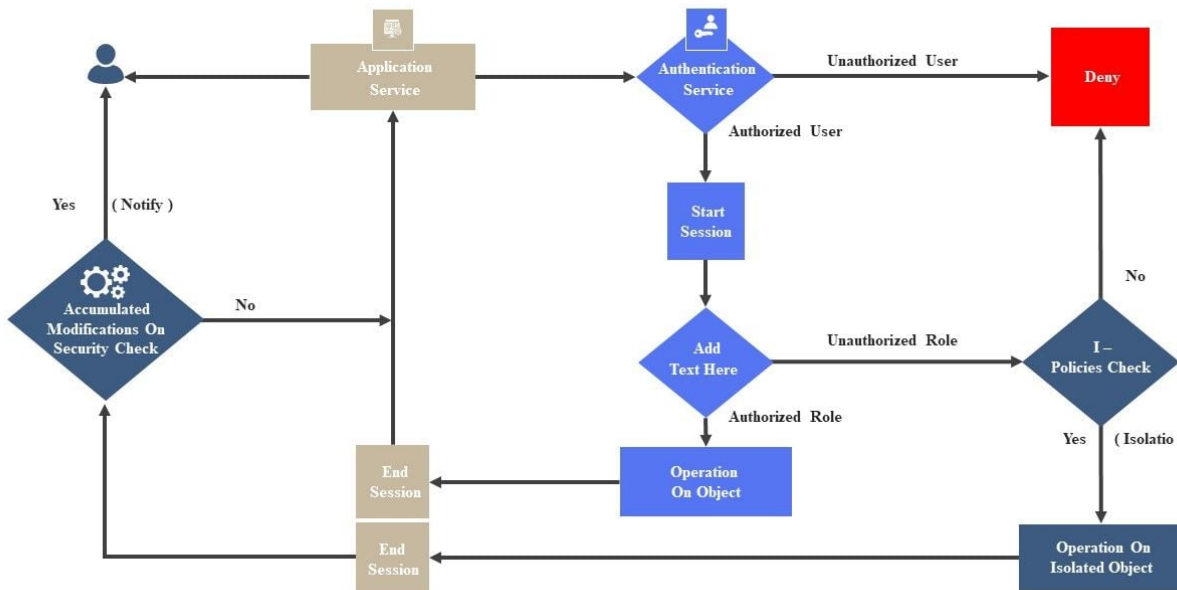 Application
Service
Authentication
Service
Unauthorized User
Deny
Authorized User
Yes
( Notify )
Start
Session
Accumulated
Modifications On
Security Check
No
No
Add
Text Here
Unauthorized Role
I –
Policies Check
Authorized Role
Yes
( Isolatio
End
Session
Operation
On Object
End
Session
Operation On
Isolated Object